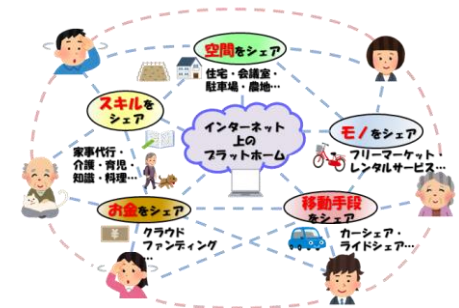 空間をシェア
住宅・会議室・
駐車場・農地…
スキルを
シェア
家事代行・
介護・育児・
知識・料理…
インターネット
上の
プラットホーム
モノをシェア
フリーマーケット・
レンタルサービス…
お金をシェア
クラウド
ファンディング
…
移動手段
をシェア
カーシェア・
ライドシェア…